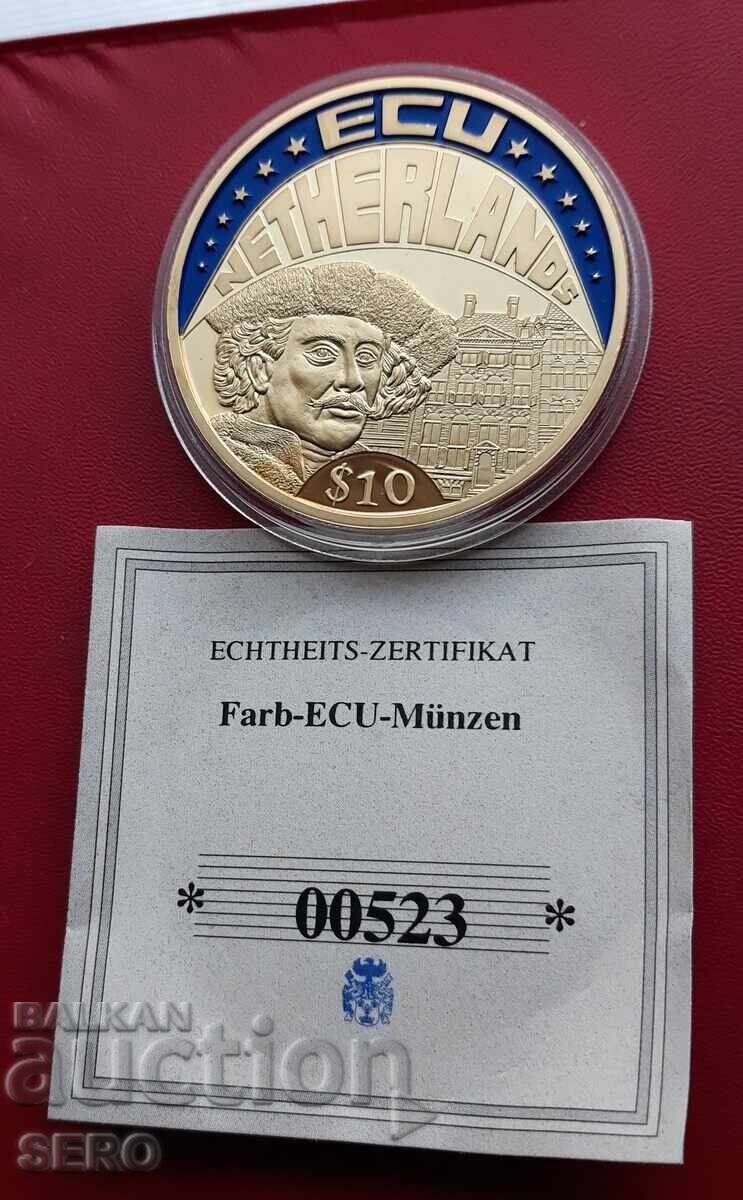 ECU
NETHERLANDS
$10
ECHTHEITS-ZERTIFIKAT
Farb-ECU-Münzen
* 00523 *
BALKAN
auction
SERO